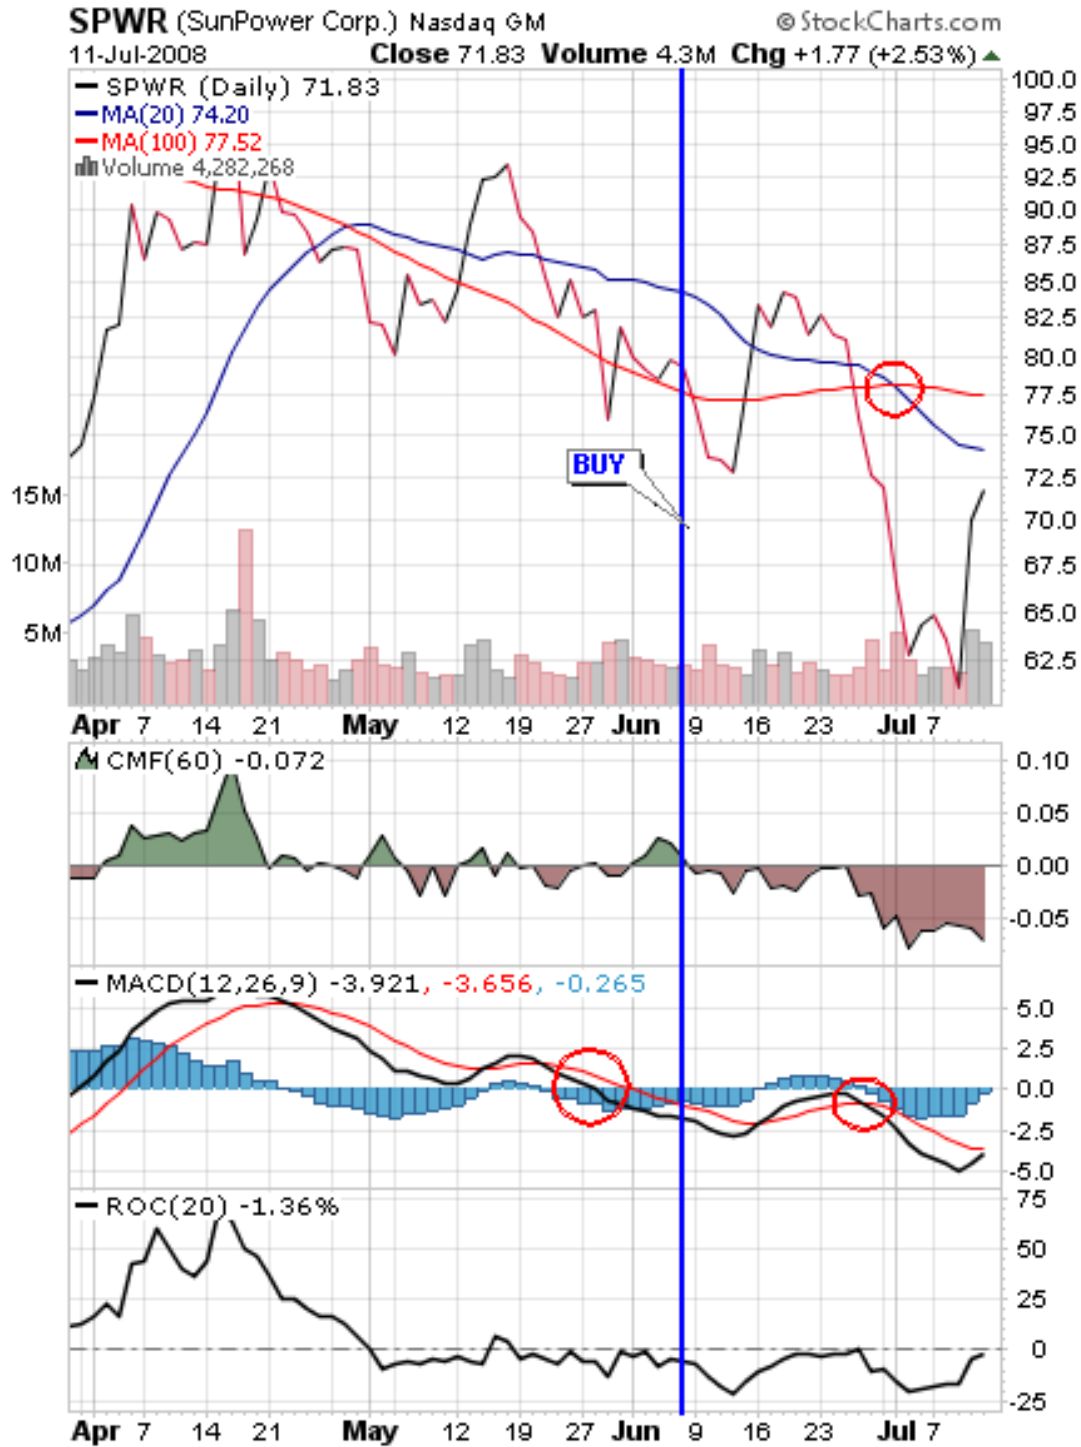 SPWR (SunPower Corp.) Nasdaq GM © StockCharts.com
11-Jul-2008 Close 71.83 Volume 4.3M Chg +1.77 (+2.53%)
SPWR (Daily) 71.83
MA(20) 74.20
MA(100) 77.52
Volume 4,282,268
100.0
97.5
95.0
92.5
90.0
87.5
85.0
82.5
80.0
77.5
75.0
72.5
70.0
67.5
65.0
62.5
15M
10M
5M
BUY
Apr 7 14 21 May 12 19 27 Jun 9 16 23 Jul 7
CMF(60) -0.072
0.10
0.05
0.00
-0.05
MACD(12,26,9) -3.921, -3.656, -0.265
5.0
2.5
0.0
-2.5
-5.0
ROC(20) -1.36%
75
50
25
0
-25
Apr 7 14 21 May 12 19 27 Jun 9 16 23 Jul 7